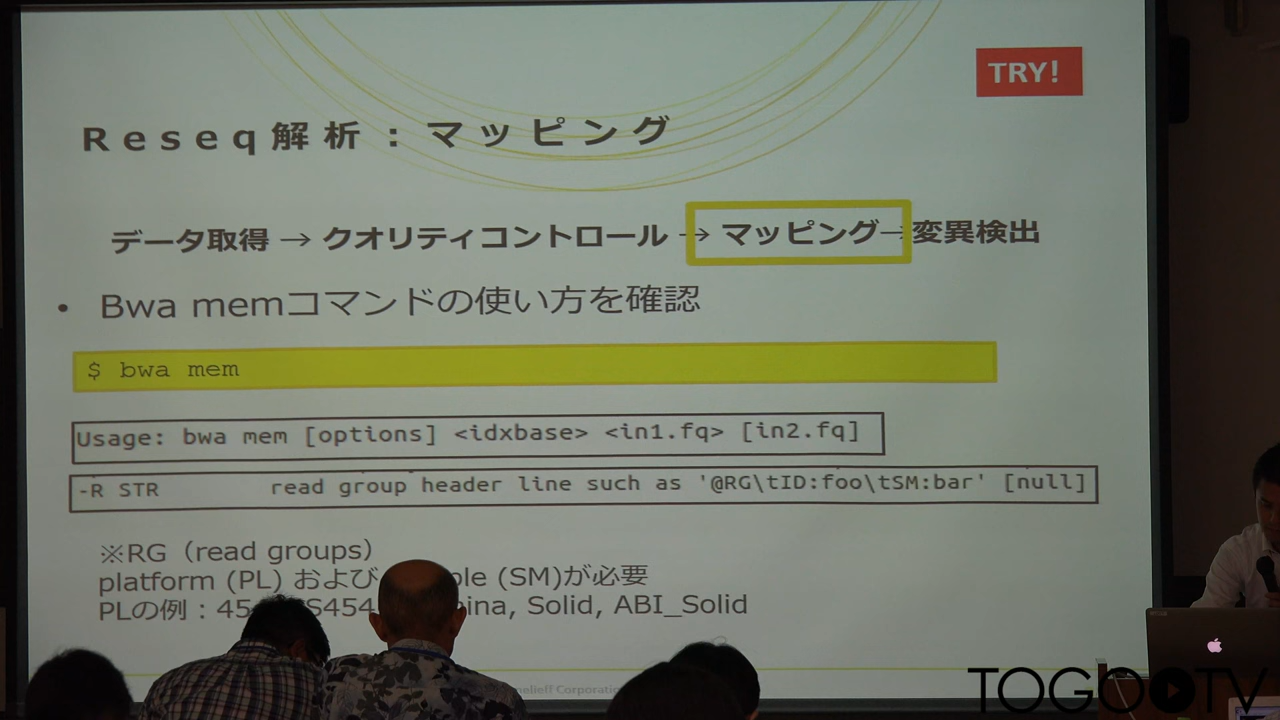 TRY!
Reseq解析：マッピング
データ取得 → クオリティコントロール → マッピング→変異検出
• Bwa memコマンドの使い方を確認
$ bwa mem
Usage: bwa mem [options] <idxbase> <in1.fq> [in2.fq]
-R STR read group header line such as '@RG\tID:foo\tSM:bar' [null]
※RG（read groups）
platform (PL) および ple (SM)が必要
PLの例：45 S454 ina, Solid, ABI_Solid
melieff Corporatio
TOGOTV